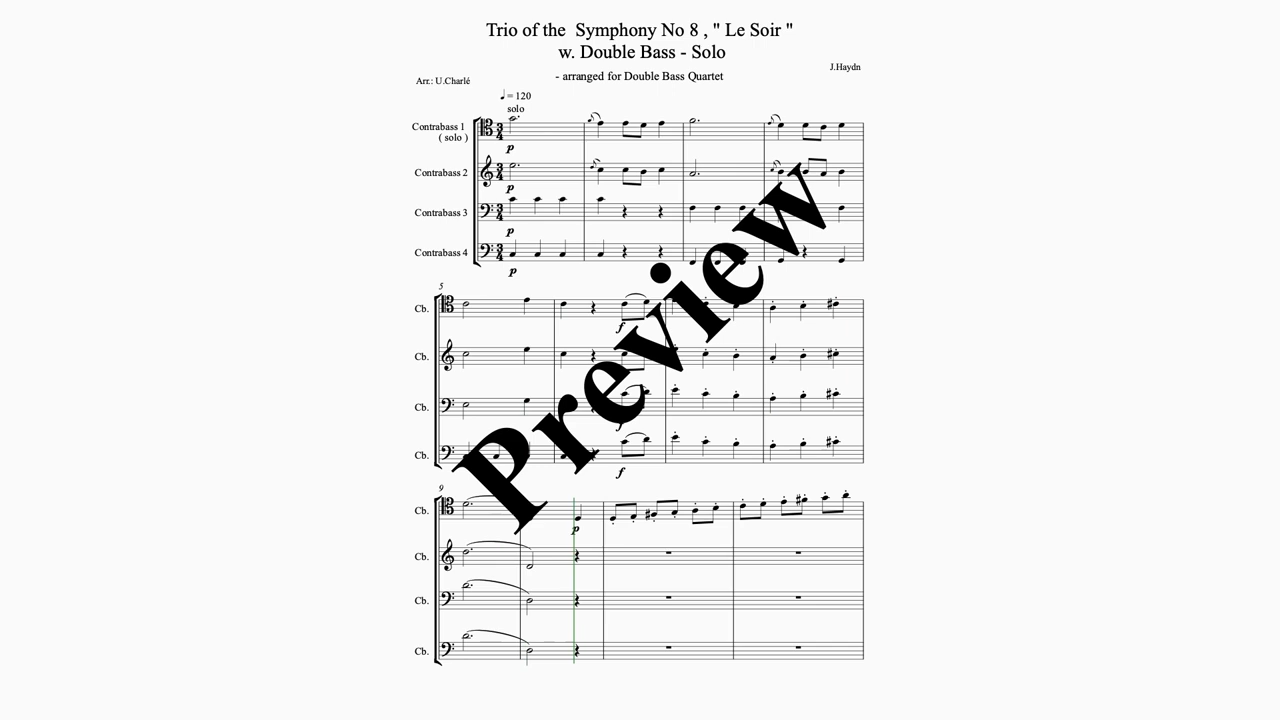 Trio of the Symphony No 8 , " Le Soir "
w. Double Bass - Solo
J.Haydn
- arranged for Double Bass Quartet
Arr.: U.Charlé
♩ = 120
solo
Contrabass 1
( solo )
p
Contrabass 2
p
Contrabass 3
p
Contrabass 4
p
5
Cb.
f
Cb.
Cb.
f
Cb.
f
9
Cb.
p
Cb.
Cb.
Cb.
Preview